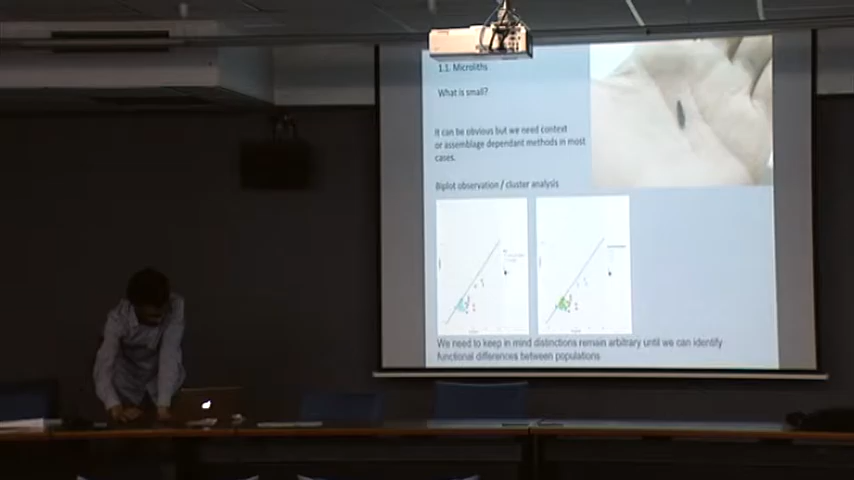 1.1. Microliths
What is small?
It can be obvious but we need context
or assemblage dependant methods in most
cases.
Biplot observation / cluster analysis
We need to keep in mind distinctions remain arbitrary until we can identify
functional differences between populations